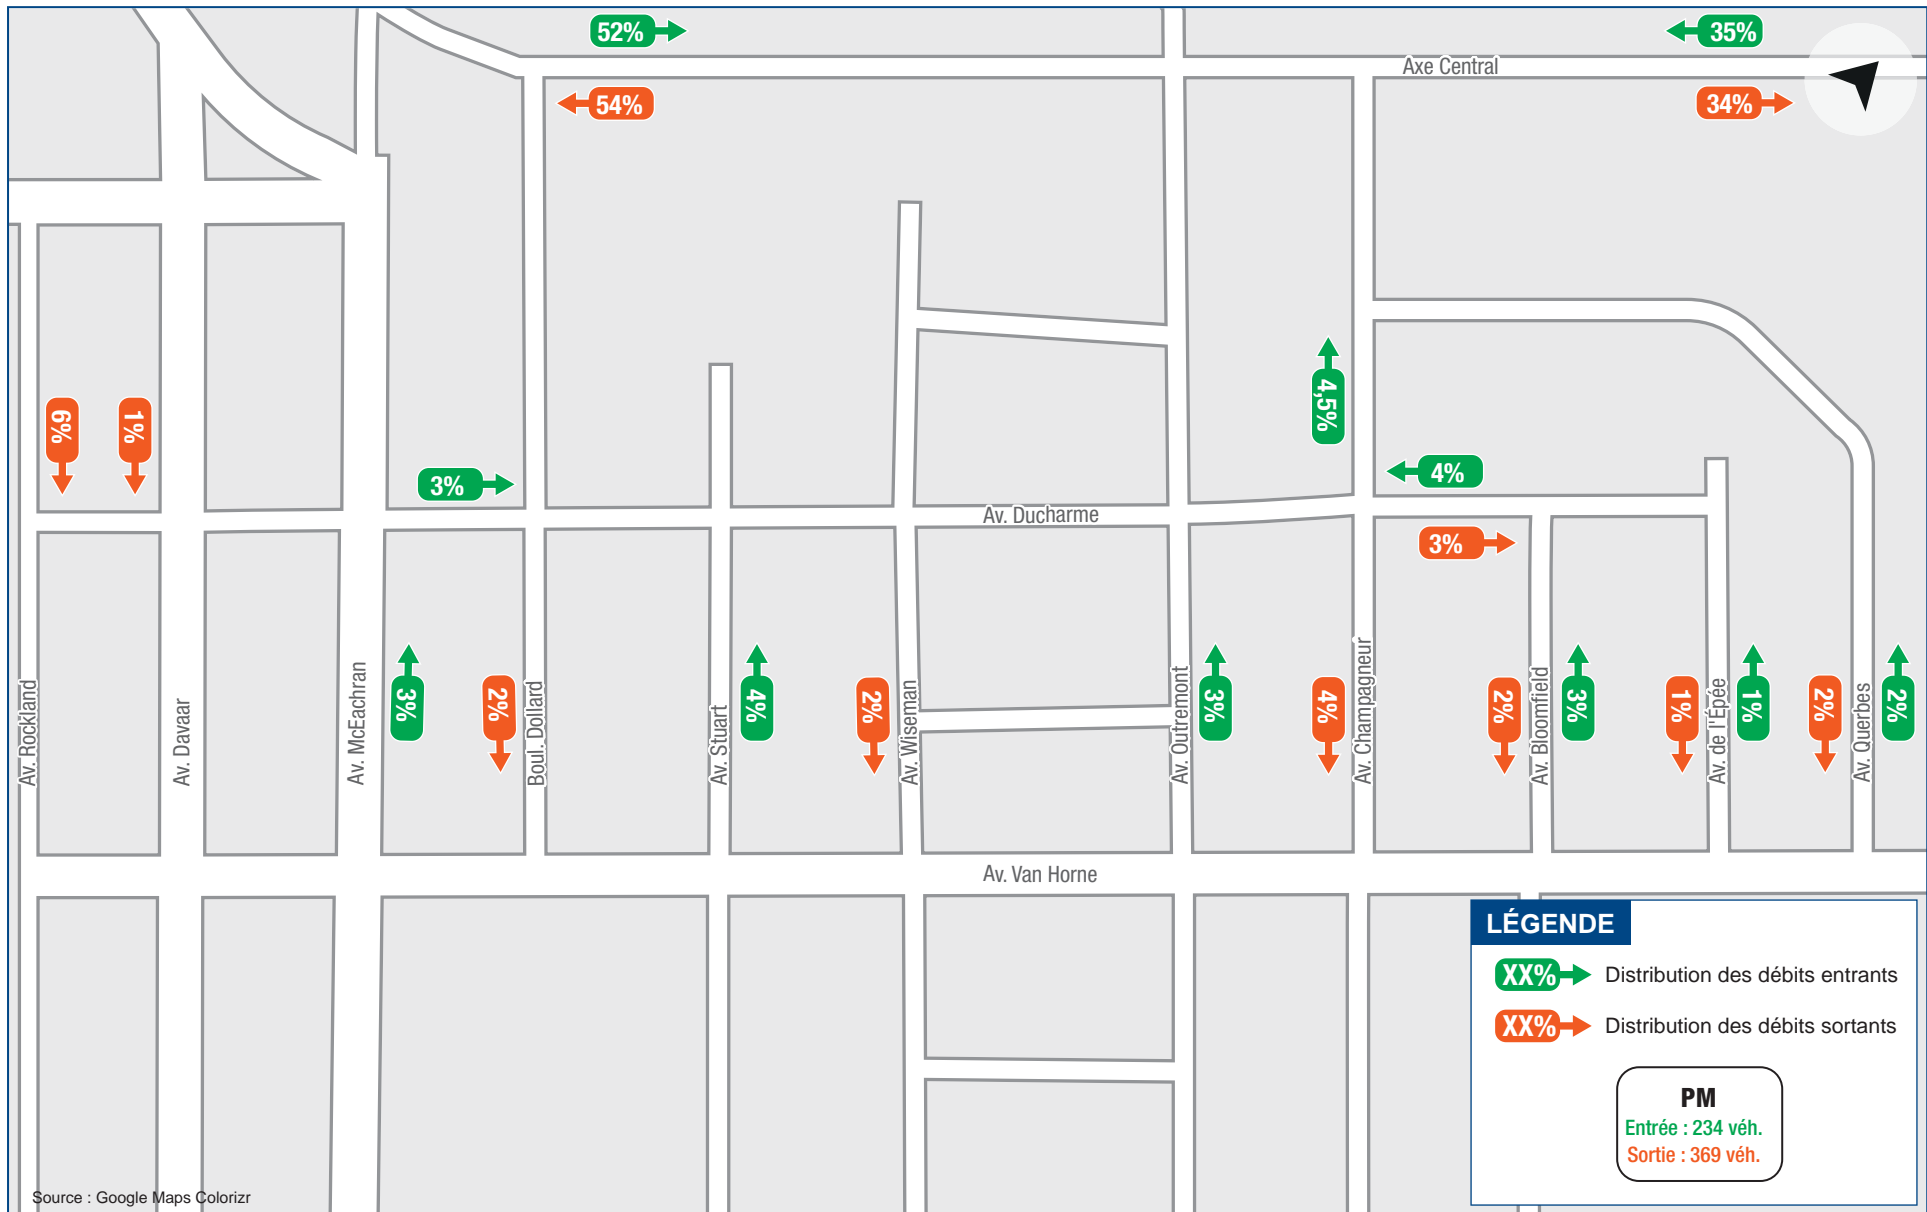 52%
35%
Axe Central
54%
34%
6%
1%
4,5%
3%
4%
Av. Ducharme
3%
Av. Rockland
Av. Davaar
Av. McEachran
3%
2%
Boul. Dollard
Av. Stuart
4%
2%
Av. Wiseman
Av. Outremont
3%
4%
Av. Champagneur
2%
Av. Bloomfield
3%
1%
Av. de l'Épée
1%
2%
Av. Querbes
2%
Av. Van Horne
LÉGENDE
XX% Distribution des débits entrants
XX% Distribution des débits sortants
PM
Entrée : 234 véh.
Sortie : 369 véh.
Source : Google Maps Colorizr